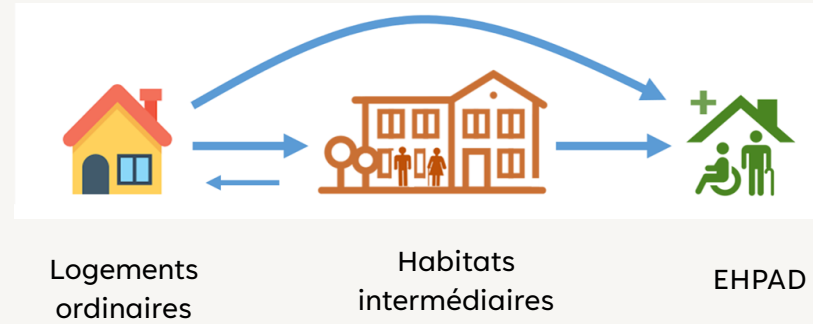 Logements
ordinaires
Habitats
intermédiaires
EHPAD